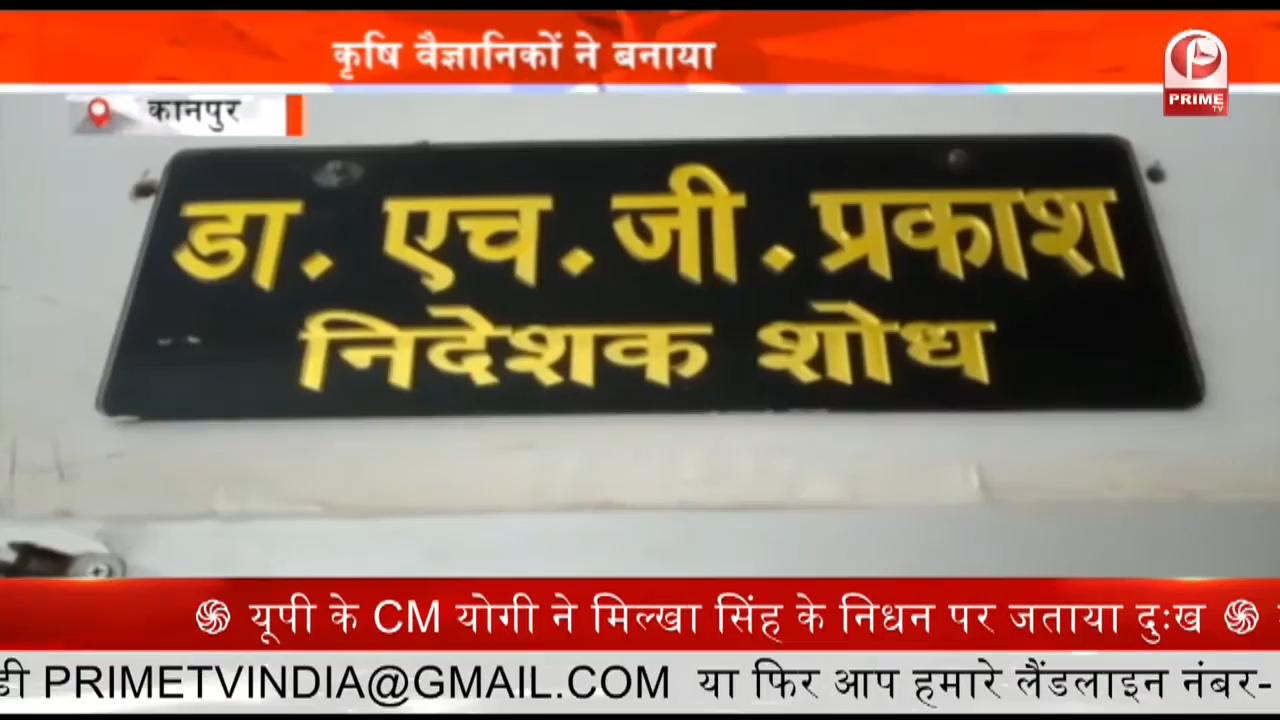 कृषि वैज्ञानिकों ने बनाया
PRIME
TV
कानपुर
डा. एच.जी.प्रकाश
निदेशक शोध
यूपी के CM योगी ने मिल्खा सिंह के निधन पर जताया दुःख
PRIMETVINDIA@GMAIL.COM या फिर आप हमारे लैंडलाइन नंबर-